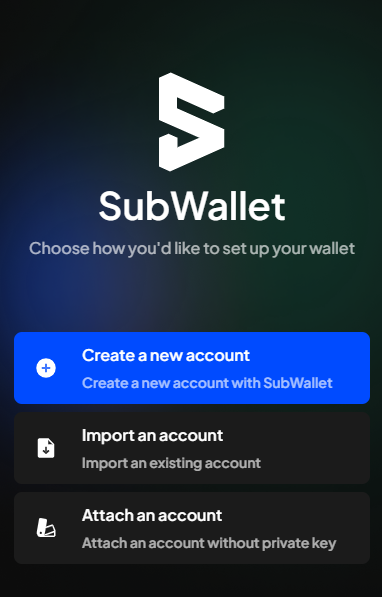 SubWallet
Choose how you'd like to set up your wallet
Create a new account
Create a new account with SubWallet
Import an account
Import an existing account
Attach an account
Attach an account without private key